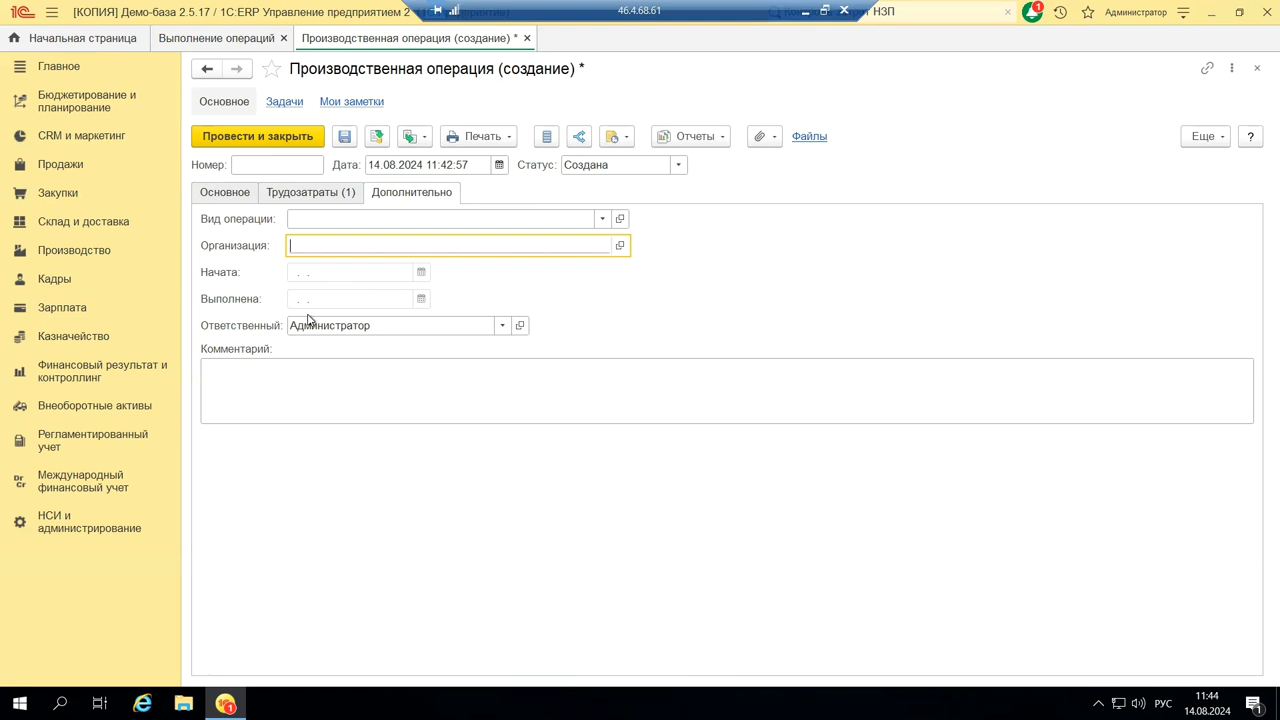 [КОПИЯ] Демо-база 2.5.17 / 1С:ERP Управление предприятием 2
46.4.68.61
НЗП
Администратор
1
Начальная страница
Выполнение операций
Производственная операция (создание) *
Главное
Бюджетирование и
планирование
CRM и маркетинг
Продажи
Закупки
Склад и доставка
Производство
Кадры
Зарплата
Казначейство
Финансовый результат и
контроллинг
Внеоборотные активы
Регламентированный
учет
Международный
финансовый учет
НСИ и
администрирование
Производственная операция (создание) *
Основное
Задачи
Мои заметки
Провести и закрыть
Печать
Отчеты
Файлы
Еще
?
Номер:
Дата: 14.08.2024 11:42:57
Статус: Создана
Основное
Трудозатраты (1)
Дополнительно
Вид операции:
Организация:
Начата: . .
Выполнена: . .
Ответственный: Администратор
Комментарий:
1
РУС
11:44
14.08.2024
1